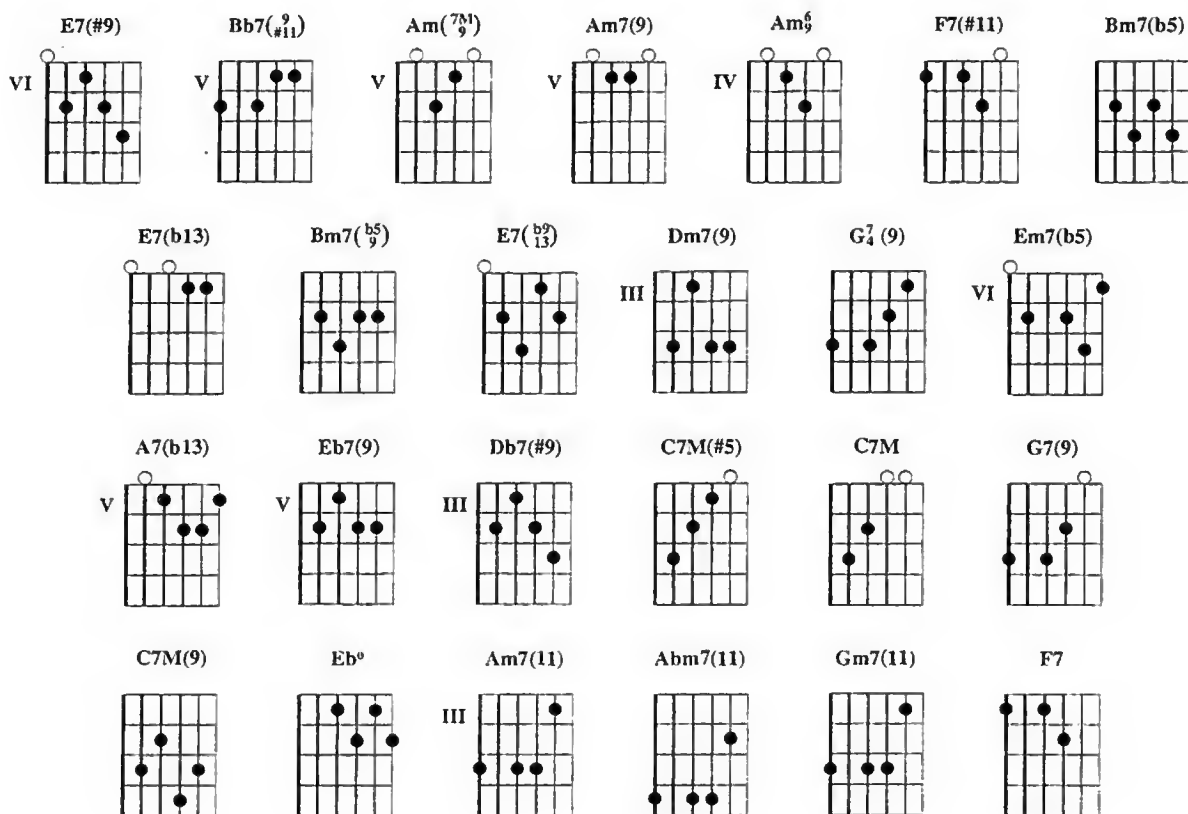 E7(#9) Bb7(9 #11) Am(7M 9) Am7(9) Am6 9 F7(#11) Bm7(b5)
VI V V V IV
E7(b13) Bm7(b5 9) E7(b9 13) Dm7(9) G7 4 (9) Em7(b5)
III VI
A7(b13) Eb7(9) Db7(#9) C7M(#5) C7M G7(9)
V V III
C7M(9) Ebº Am7(11) Abm7(11) Gm7(11) F7
III